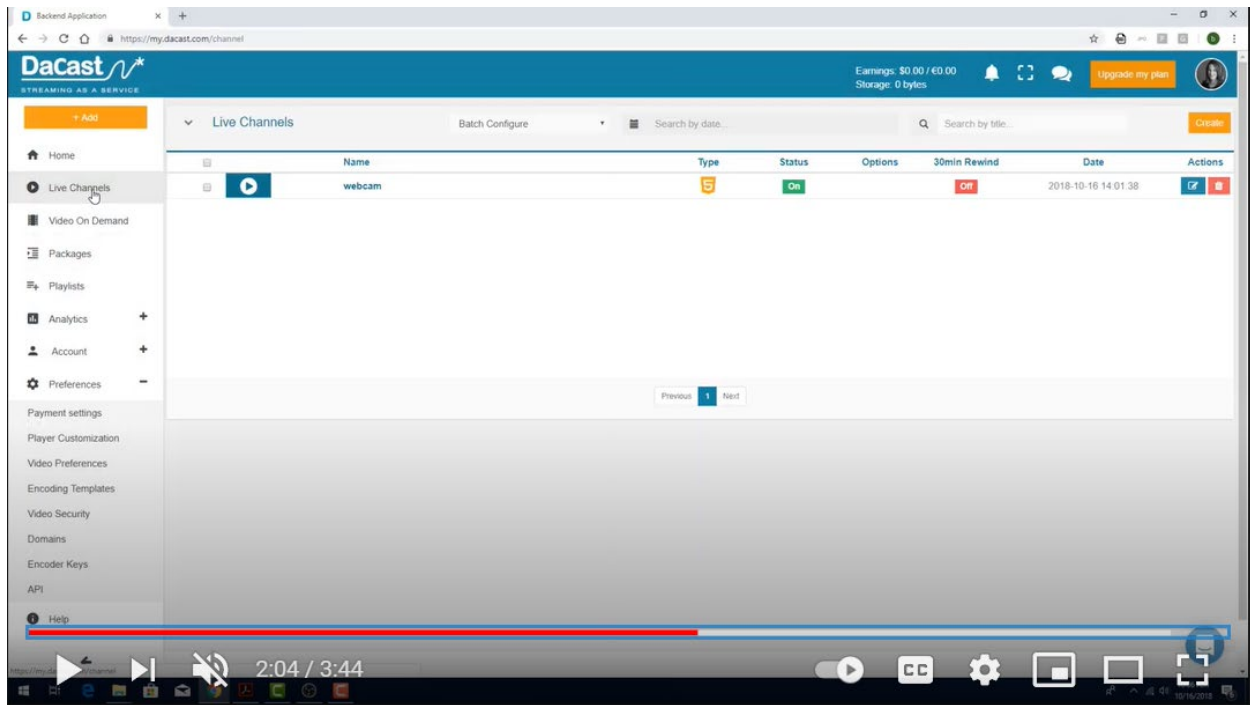 Backend Application
https://my.dacast.com/channel
DaCast
STREAMING AS A SERVICE
Earnings: $0.00 / €0.00
Storage: 0 bytes
Upgrade my plan
+ Add
Live Channels
Batch Configure
Search by date...
Search by title...
Create
Home
Name Type Status Options 30min Rewind Date Actions
Live Channels
webcam 5 On Off 2018-10-16 14:01:38
Video On Demand
Packages
Playlists
Analytics +
Account +
Preferences -
Previous 1 Next
Payment settings
Player Customization
Video Preferences
Encoding Templates
Video Security
Domains
Encoder Keys
API
Help
2:04 / 3:44
CC
10/16/2018